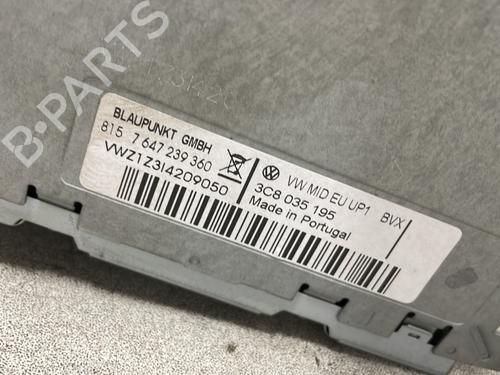 B-PARTS
BLAUPUNKT GMBH
815 7 647 239 360
VWZ1Z3I4209050
VW MID EU UP1 BVX
3C8 035 195
Made in Portugal